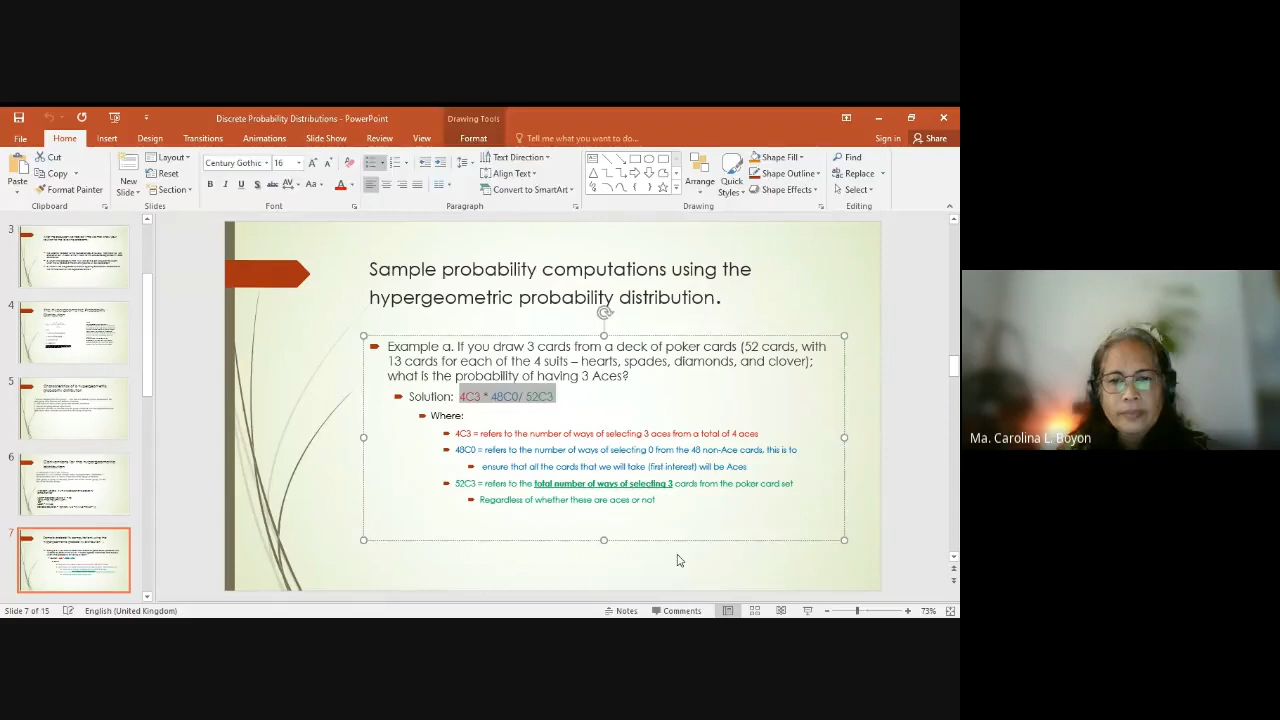 Discrete Probability Distributions - PowerPoint
Drawing Tools
File
Home
Insert
Design
Transitions
Animations
Slide Show
Review
View
Format
Tell me what you want to do...
Sign in
Share
Paste
Cut
Copy
Format Painter
Clipboard
New Slide
Layout
Reset
Section
Slides
Century Gothic
16
Font
Text Direction
Align Text
Convert to SmartArt
Paragraph
Arrange
Quick Styles
Shape Fill
Shape Outline
Shape Effects
Drawing
Find
Replace
Select
Editing
3
4
5
6
7
Sample probability computations using the
hypergeometric probability distribution.
Example a. If you draw 3 cards from a deck of poker cards (52 cards, with
13 cards for each of the 4 suits – hearts, spades, diamonds, and clover);
what is the probability of having 3 Aces?
Solution: 4C3 * 48C0/ 52C3
Where:
4C3 = refers to the number of ways of selecting 3 aces from a total of 4 aces
48C0 = refers to the number of ways of selecting 0 from the 48 non-Ace cards, this is to
ensure that all the cards that we will take (first interest) will be Aces
52C3 = refers to the total number of ways of selecting 3 cards from the poker card set
Regardless of whether these are aces or not
Ma. Carolina L. Boyon
Slide 7 of 15
English (United Kingdom)
Notes
Comments
73%